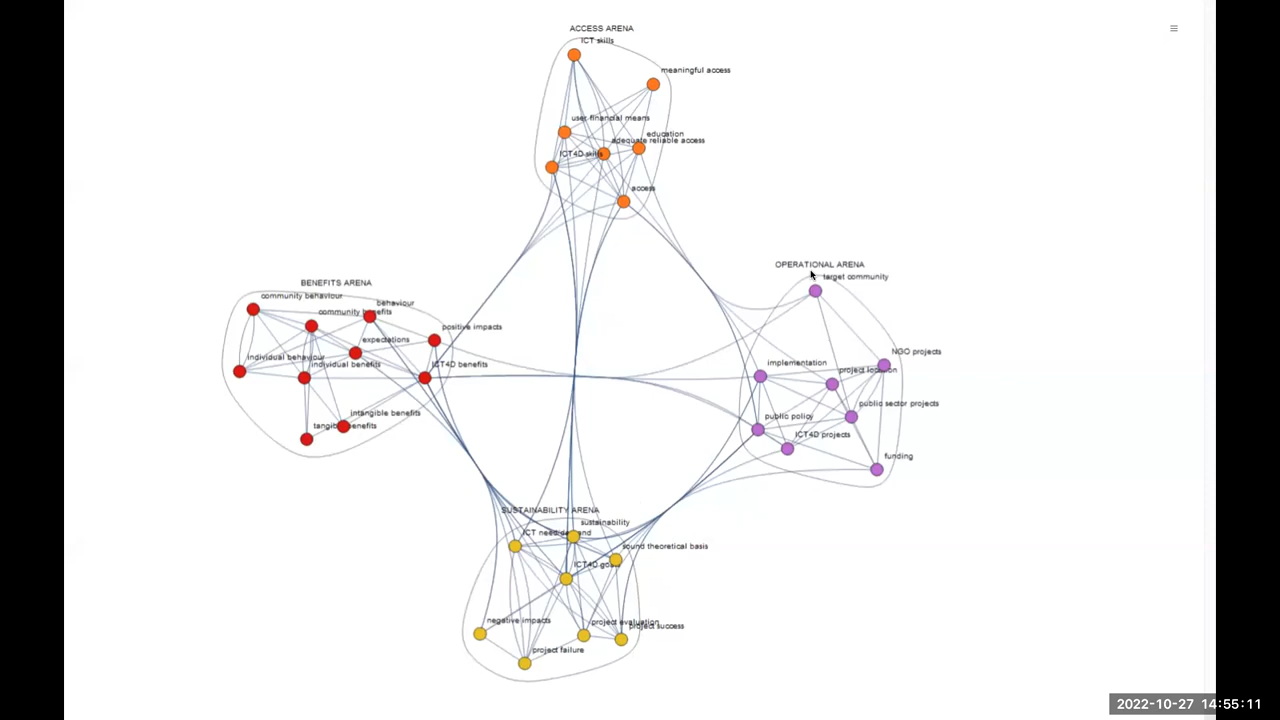 ACCESS ARENA
ICT skills
meaningful access
user financial means
education
adequate reliable access
ICT4D skills
access
OPERATIONAL ARENA
target community
BENEFITS ARENA
community behaviour
behaviour
community benefits
positive impacts
expectations
individual behaviour
individual benefits
ICT4D benefits
intangible benefits
tangible benefits
NGO projects
implementation
project location
public sector projects
public policy
ICT4D projects
funding
SUSTAINABILITY ARENA
sustainability
ICT need demand
sound theoretical basis
ICT4D goals
negative impacts
project evaluation
project success
project failure
2022-10-27 14:55:11